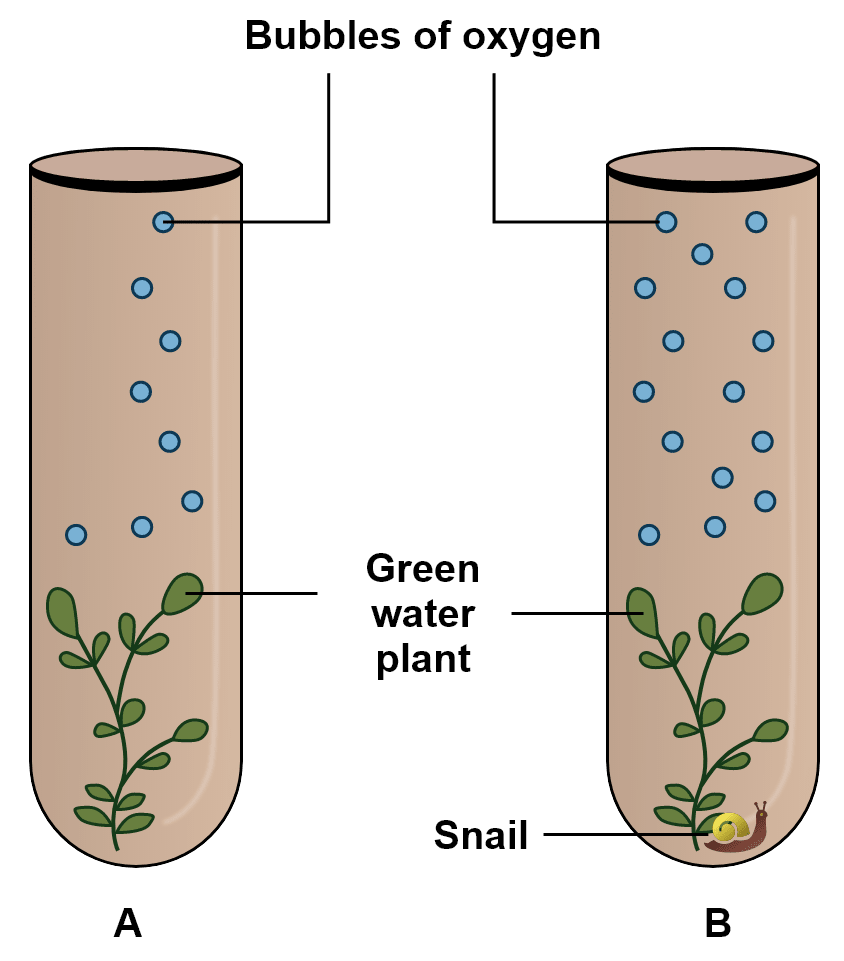 Bubbles of oxygen
Green
water
plant
Snail
A
B